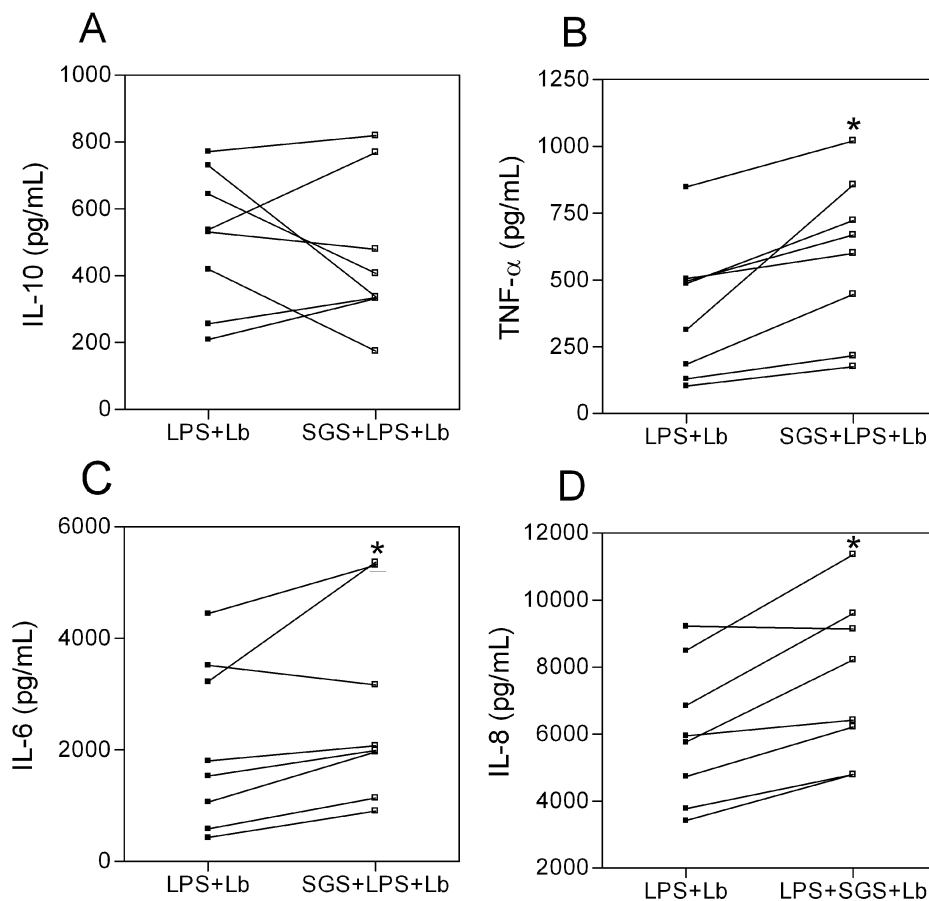 A
IL-10 (pg/mL)
1000
800
600
400
200
0
LPS+Lb SGS+LPS+Lb
B
TNF-α (pg/mL)
1250
1000
750
500
250
0
*
LPS+Lb SGS+LPS+Lb
C
IL-6 (pg/mL)
6000
4000
2000
0
*
LPS+Lb SGS+LPS+Lb
D
IL-8 (pg/mL)
12000
10000
8000
6000
4000
2000
*
LPS+Lb LPS+SGS+Lb